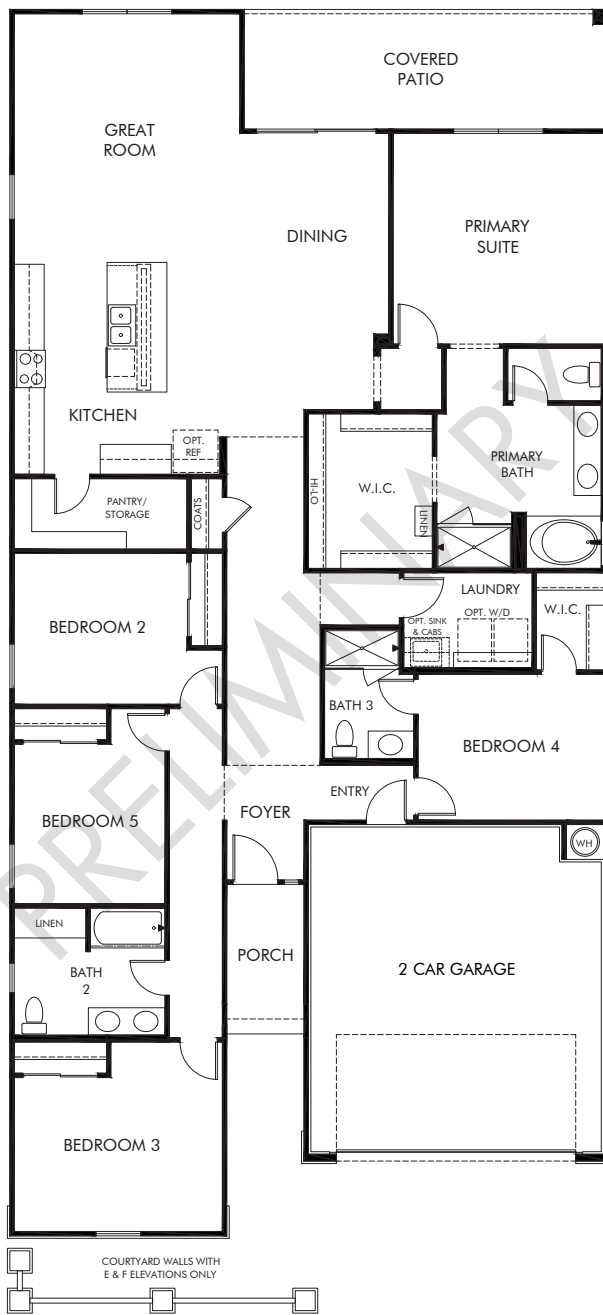 COVERED
PATIO
GREAT
ROOM
DINING
PRIMARY
SUITE
KITCHEN
OPT.
REF
PANTRY/
STORAGE
COATS
HI-LO
W.I.C.
LINEN
PRIMARY
BATH
BEDROOM 2
LAUNDRY
OPT. W/D
OPT. SINK
& CABS
W.I.C.
BATH 3
BEDROOM 4
BEDROOM 5
FOYER
ENTRY
WH
LINEN
BATH
2
PORCH
2 CAR GARAGE
BEDROOM 3
COURTYARD WALLS WITH
E & F ELEVATIONS ONLY
PRELIMINARY